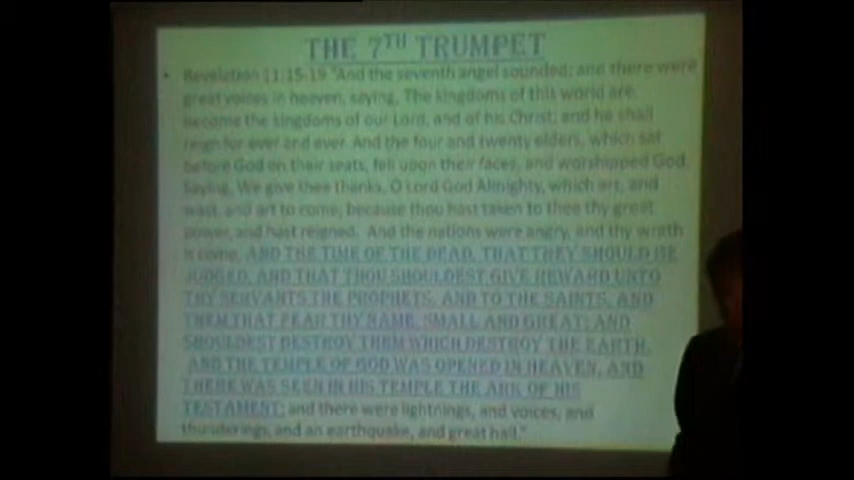 THE 7TH TRUMPET
• Revelation 11:15-19 "And the seventh angel sounded; and there were
great voices in heaven, saying, The kingdoms of this world are
become the kingdoms of our Lord, and of his Christ; and he shall
reign for ever and ever. And the four and twenty elders, which sat
before God on their seats, fell upon their faces, and worshipped God,
Saying, We give thee thanks, O Lord God Almighty, which art, and
wast, and art to come; because thou hast taken to thee thy great
power, and hast reigned. And the nations were angry, and thy wrath
is come, AND THE TIME OF THE DEAD, THAT THEY SHOULD BE
JUDGED, AND THAT THOU SHOULDEST GIVE REWARD UNTO
THY SERVANTS THE PROPHETS, AND TO THE SAINTS, AND
THEM THAT FEAR THY NAME, SMALL AND GREAT; AND
SHOULDEST DESTROY THEM WHICH DESTROY THE EARTH.
AND THE TEMPLE OF GOD WAS OPENED IN HEAVEN, AND
THERE WAS SEEN IN HIS TEMPLE THE ARK OF HIS
TESTAMENT: and there were lightnings, and voices, and
thunderings, and an earthquake, and great hail."